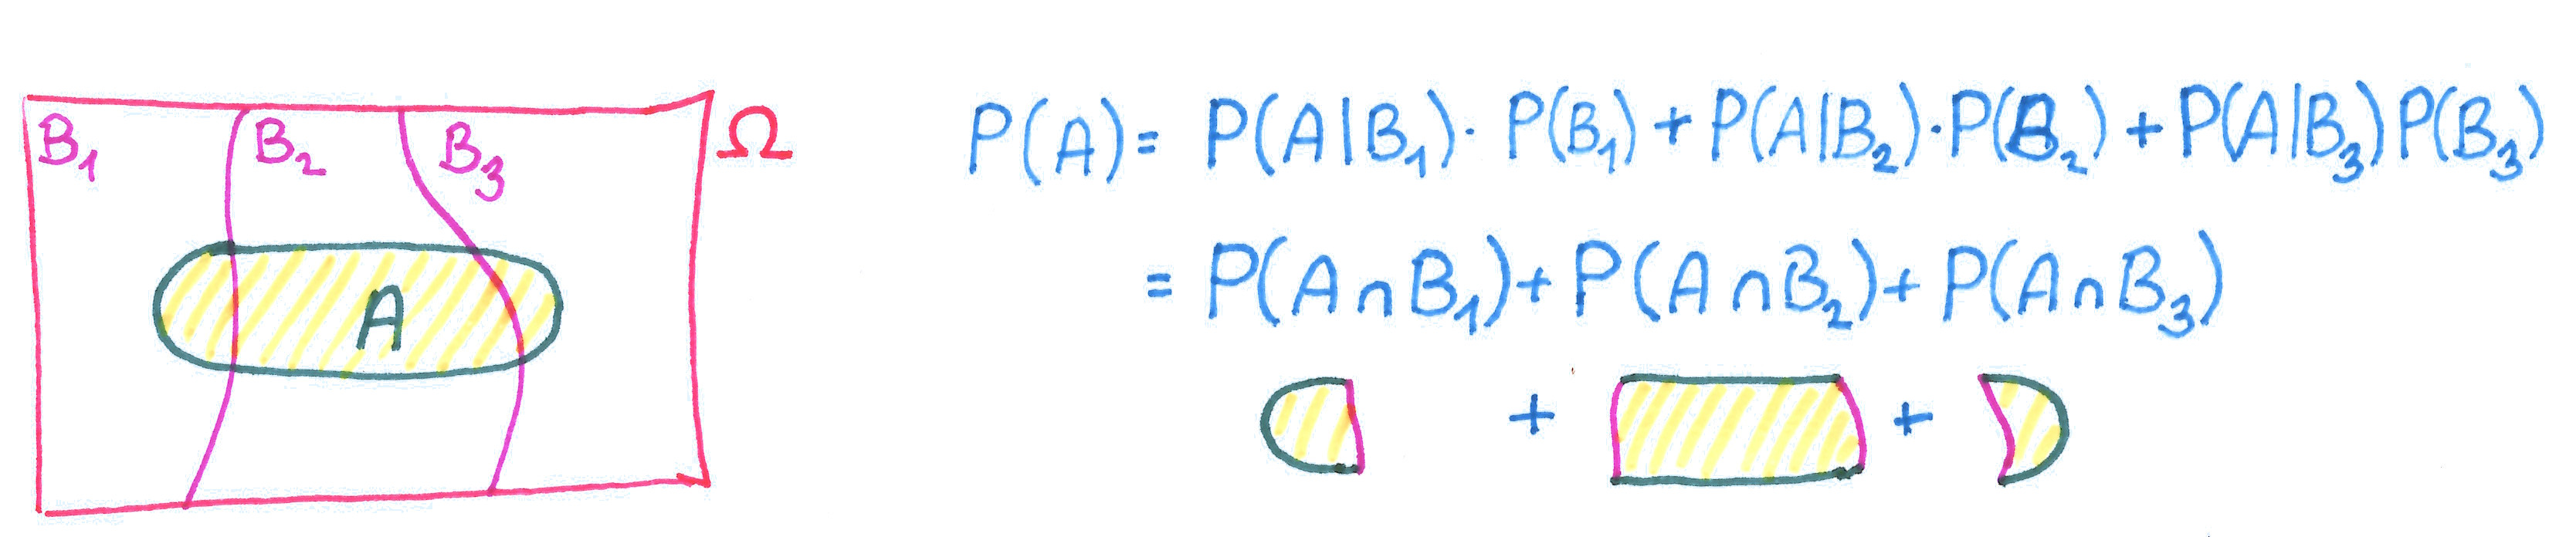 B₁ B₂ B₃ Ω
A
P(A) = P(A|B₁) · P(B₁) + P(A|B₂) · P(B₂) + P(A|B₃) P(B₃)
= P(A∩B₁) + P(A∩B₂) + P(A∩B₃)
+ +